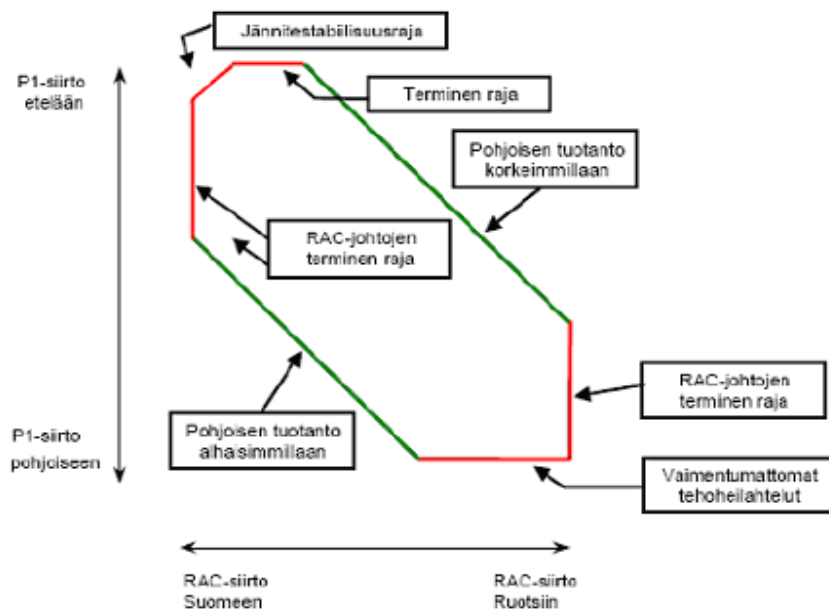 Jännitestabiilisuusraja
P1-siirto
etelään
Terminen raja
Pohjoisen tuotanto
korkeimmillaan
RAC-johtojen
terminen raja
RAC-johtojen
terminen raja
Pohjoisen tuotanto
alhaisimmillaan
P1-siirto
pohjoiseen
Vaimentumattomat
tehoheilahtelut
RAC-siirto
Suomeen
RAC-siirto
Ruotsiin